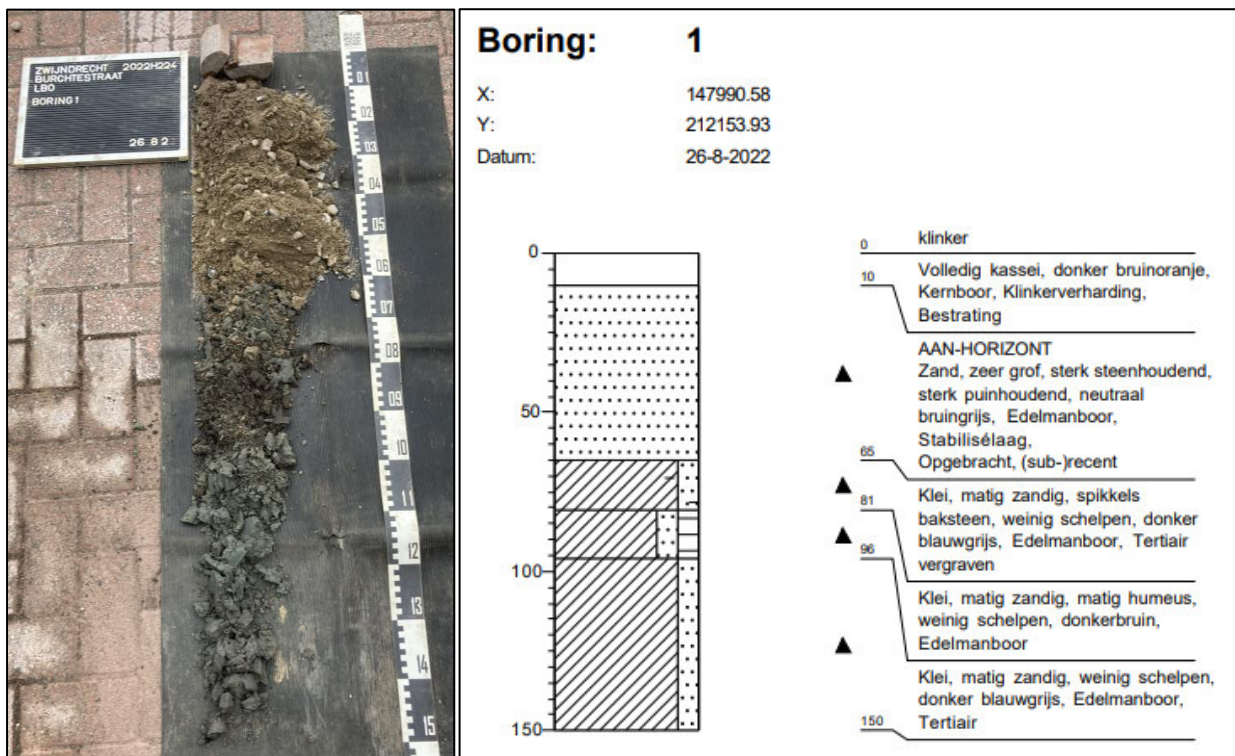 ZWIJNDRECHT 2022H224
BURCHTESTRAAT
LBO
BORING 1
26 8 2
01
02
03
04
05
06
07
08
09
10
11
12
13
14
15
Boring: 1
X: 147990.58
Y: 212153.93
Datum: 26-8-2022
0
50
100
150
0
klinker
10
Volledig kassei, donker bruinoranje,
Kernboor, Klinkerverharding,
Bestrating
AAN-HORIZONT
Zand, zeer grof, sterk steenhoudend,
sterk puinhoudend, neutraal
bruingrijs, Edelmanboor,
Stabilisélaag,
65
Opgebracht, (sub-)recent
81
Klei, matig zandig, spikkels
baksteen, weinig schelpen, donker
blauwgrijs, Edelmanboor, Tertiair
vergraven
96
Klei, matig zandig, matig humeus,
weinig schelpen, donkerbruin,
Edelmanboor
Klei, matig zandig, weinig schelpen,
donker blauwgrijs, Edelmanboor,
Tertiair
150